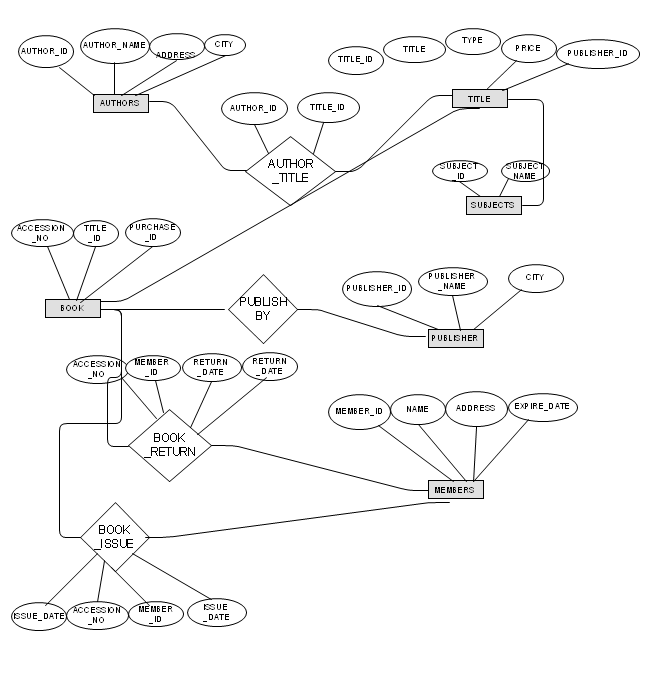 AUTHOR_ID
AUTHOR_NAME
ADDRESS
CITY
TITLE_ID
TITLE
TYPE
PRICE
PUBLISHER_ID
AUTHORS
AUTHOR_ID
TITLE_ID
TITLE
AUTHOR
_TITLE
SUBJECT
_ID
SUBJECT
_NAME
SUBJECTS
ACCESSION
_NO
TITLE
_ID
PURCHASE
_ID
BOOK
PUBLISH
BY
PUBLISHER_ID
PUBLISHER
_NAME
CITY
PUBLISHER
ACCESSION
_NO
MEMBER
_ID
RETURN
_DATE
RETURN
_DATE
BOOK
_RETURN
MEMBER_ID
NAME
ADDRESS
EXPIRE_DATE
MEMBERS
BOOK
_ISSUE
ISSUE_DATE
ACCESSION
_NO
MEMBER
_ID
ISSUE
_DATE